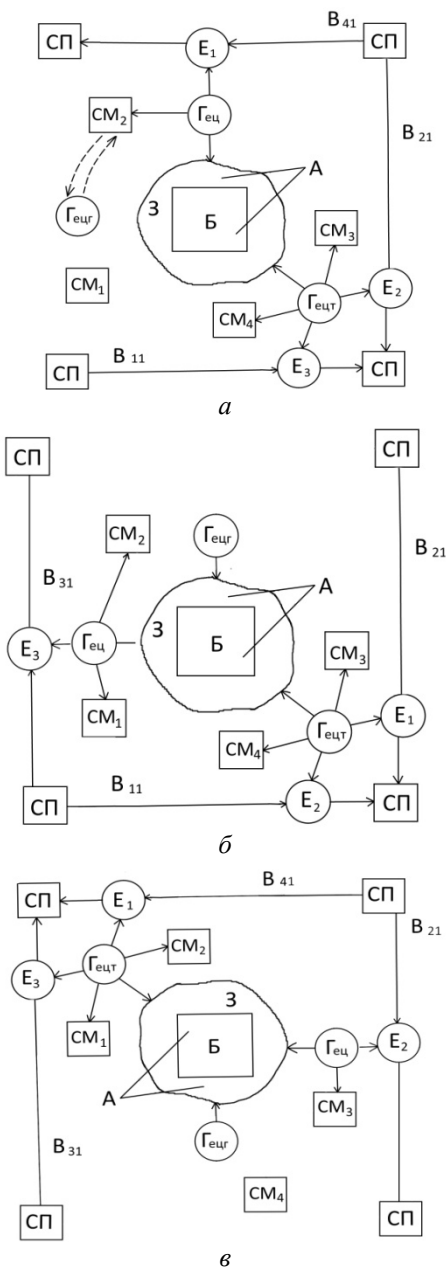 В41
СП Е1 СП
СМ2 Гец
В21
А
З Б
Гецг
СМ3
СМ1
Е2
Гецт
СМ4
В11
СП Е3 СП
а
СП СП
СМ2 Гецг
В21
В31
А
З Б
Е3 Гец
СМ3
Е1
СМ1
Гецт
СМ4
В11
СП Е2 СП
б
В41
СП Е1 СП
СМ2
В21
Е3 Гецт
З
СМ1 Б Гец Е2
А
СМ3
Гецг
В31
СМ4
СП СП
в